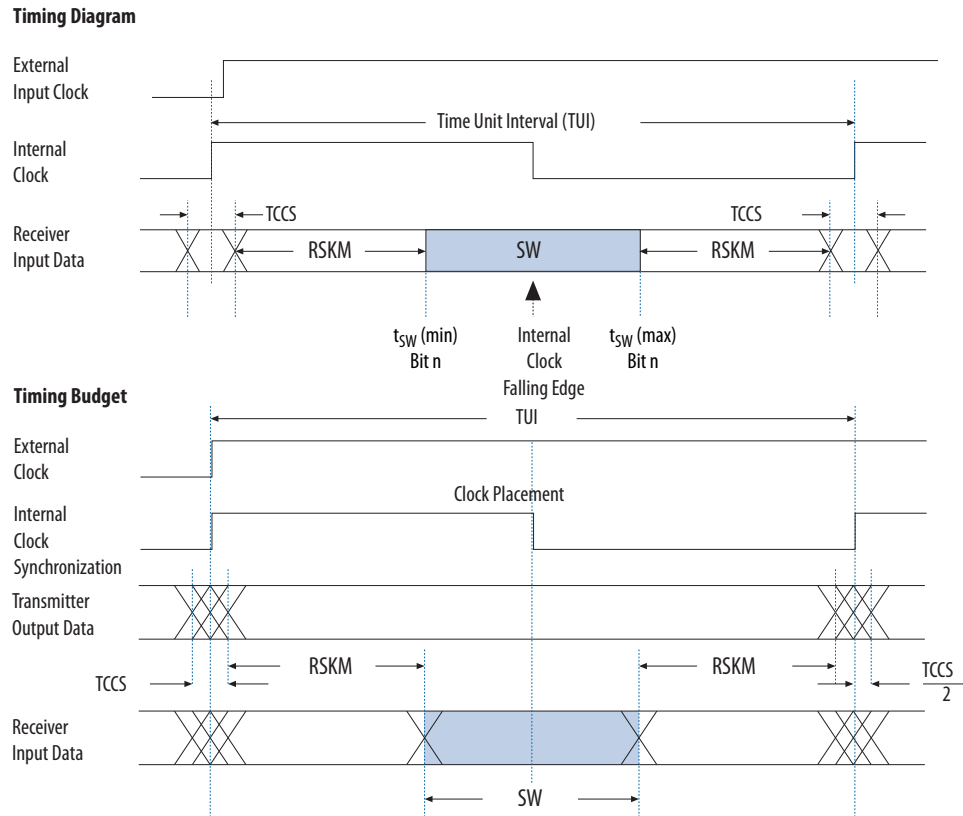 Timing Diagram
External
Input Clock
Time Unit Interval (TUI)
Internal
Clock
TCCS
TCCS
Receiver
Input Data
RSKM
SW
RSKM
tSW (min)
Bit n
Internal
Clock
Falling Edge
tSW (max)
Bit n
Timing Budget
TUI
External
Clock
Clock Placement
Internal
Clock
Synchronization
Transmitter
Output Data
RSKM
RSKM
TCCS
TCCS
2
Receiver
Input Data
SW